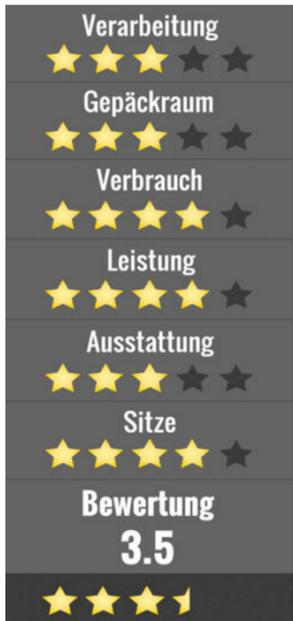 Verarbeitung
Gepäckraum
Verbrauch
Leistung
Ausstattung
Sitze
Bewertung
3.5